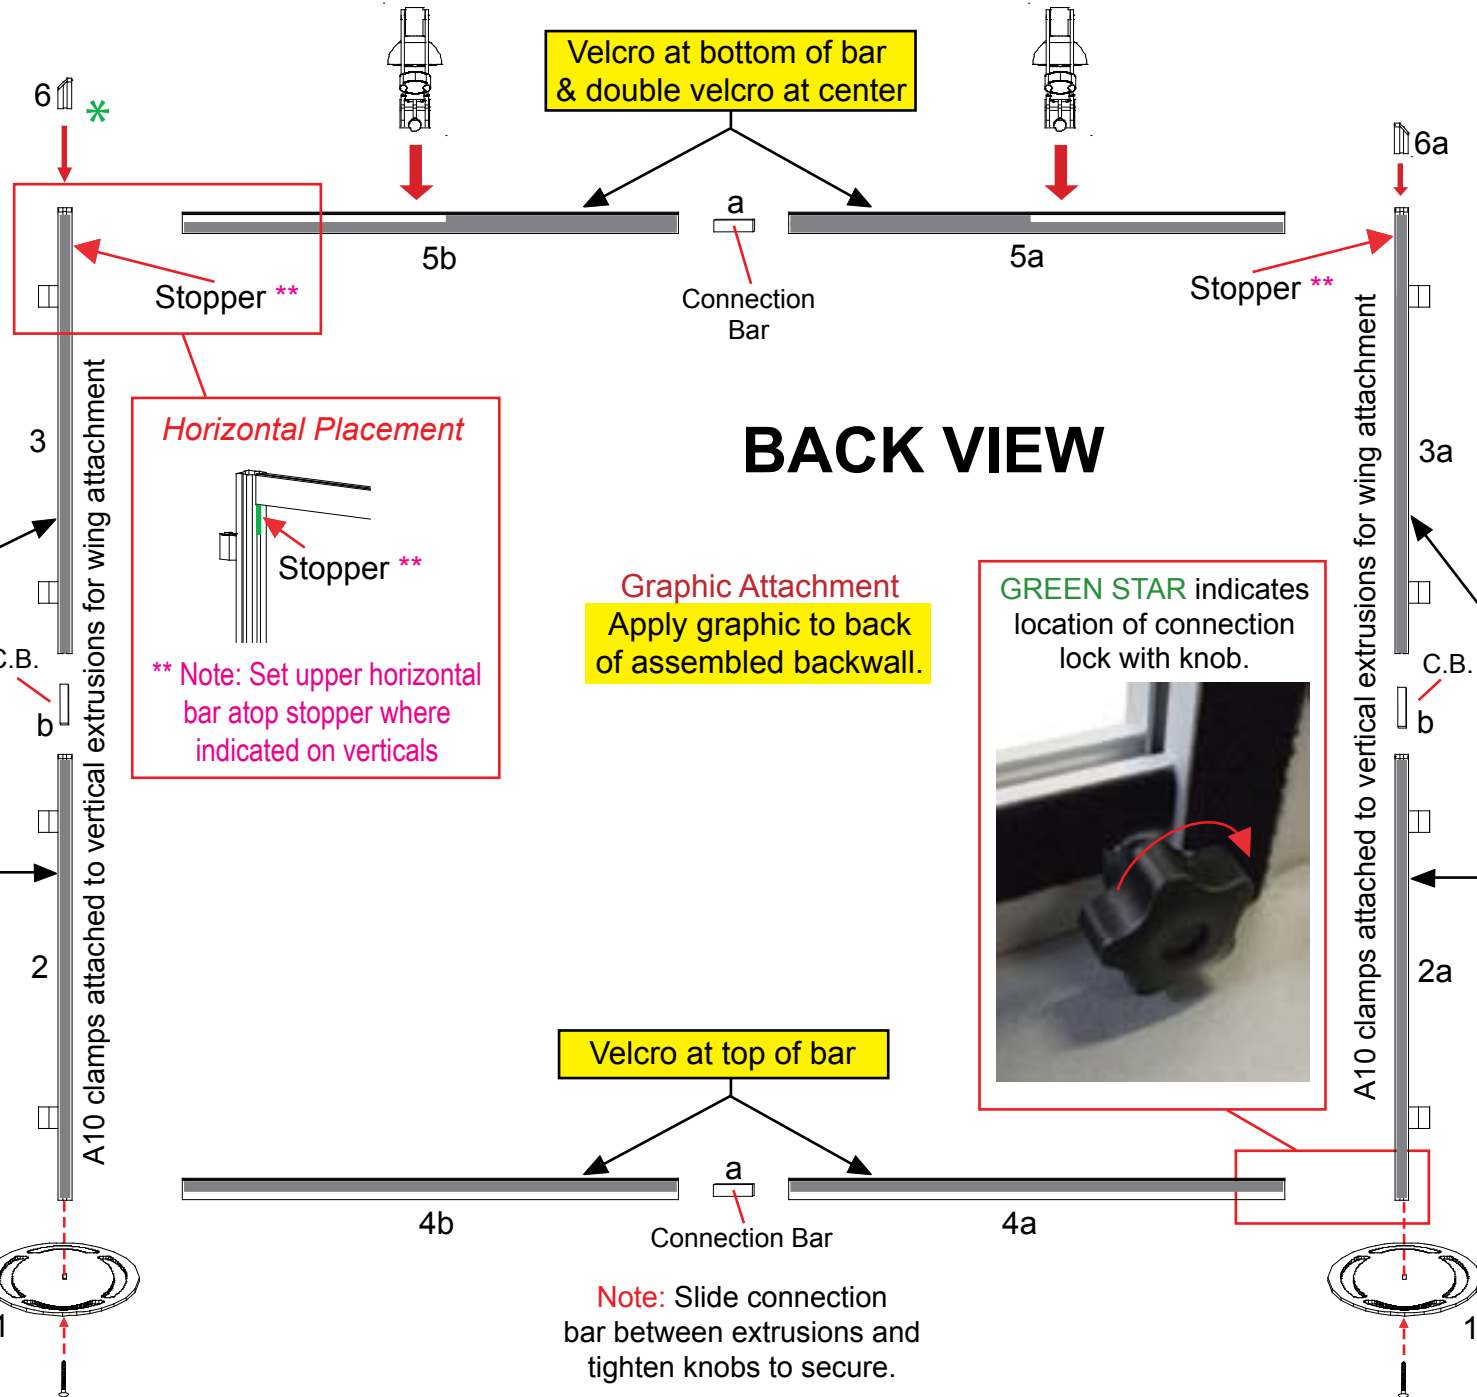 Velcro at bottom of bar
& double velcro at center
6
*
6a
a
5b
5a
Connection
Bar
Stopper **
Stopper **
A10 clamps attached to vertical extrusions for wing attachment
A10 clamps attached to vertical extrusions for wing attachment
3
3a
Horizontal Placement
Stopper **
** Note: Set upper horizontal
bar atop stopper where
indicated on verticals
BACK VIEW
Graphic Attachment
Apply graphic to back
of assembled backwall.
GREEN STAR indicates
location of connection
lock with knob.
C.B.
b
C.B.
b
2
2a
Velcro at top of bar
a
4b
4a
Connection Bar
1
1
Note: Slide connection
bar between extrusions and
tighten knobs to secure.